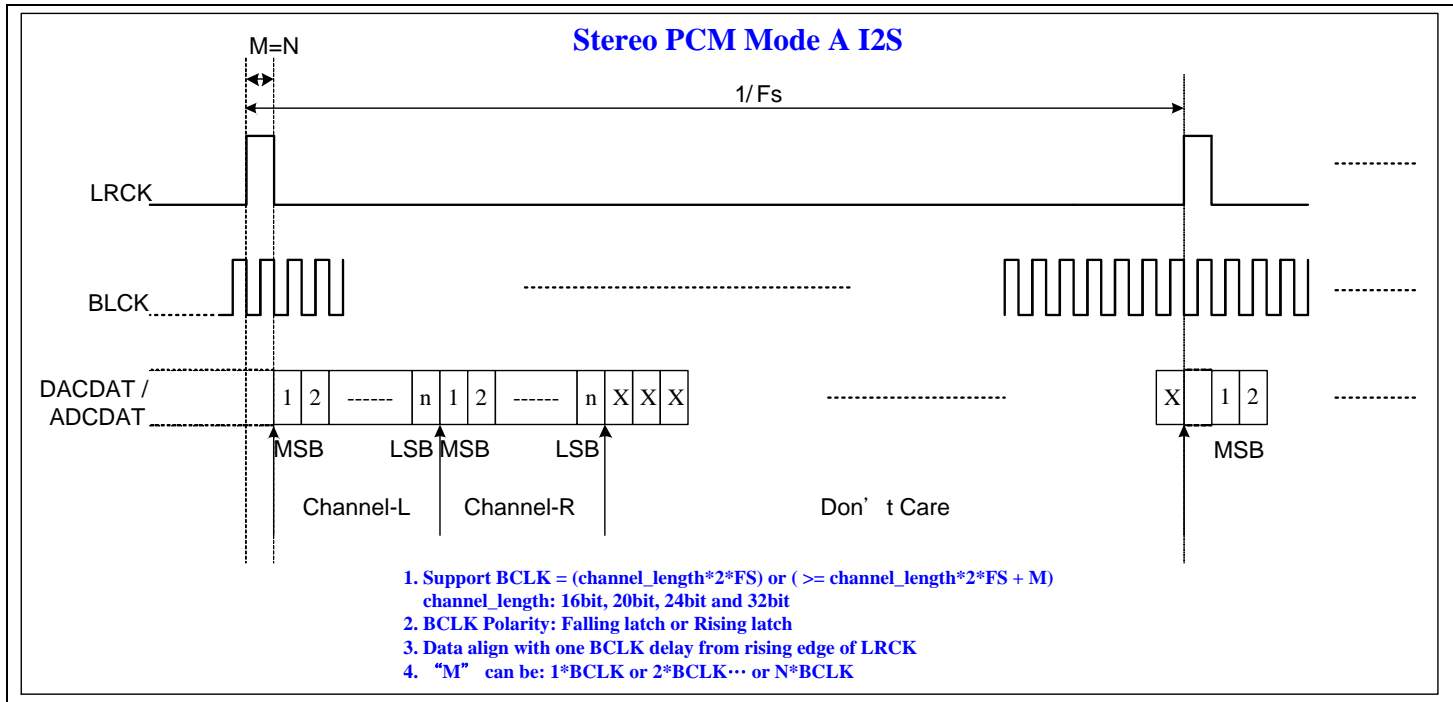 Stereo PCM Mode A I2S
M=N
1/ Fs
LRCK
BLCK
DACDAT /
ADCDAT
1 2 ------ n 1 2 ------ n X X X X 1 2
MSB LSB MSB LSB MSB
Channel-L Channel-R Don’ t Care
1. Support BCLK = (channel_length*2*FS) or ( >= channel_length*2*FS + M)
channel_length: 16bit, 20bit, 24bit and 32bit
2. BCLK Polarity: Falling latch or Rising latch
3. Data align with one BCLK delay from rising edge of LRCK
4. “M” can be: 1*BCLK or 2*BCLK⋯ or N*BCLK